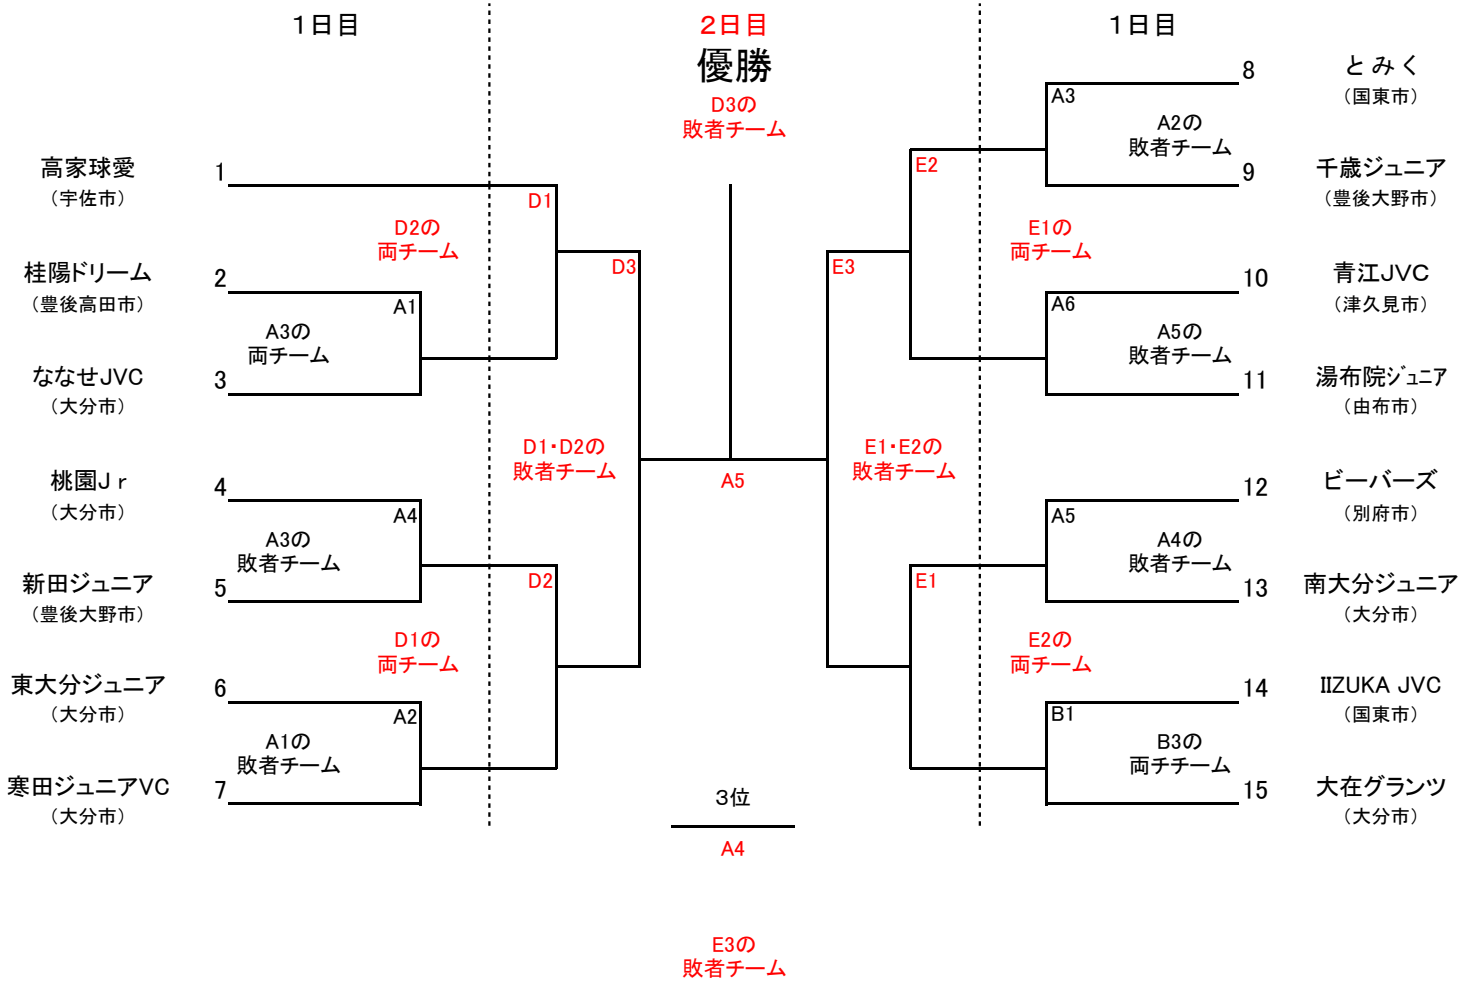 1日目
2日目
1日目
優勝
D3の
敗者チーム
高家球愛
（宇佐市）
1
桂陽ドリーム
（豊後高田市）
2
ななせJVC
（大分市）
3
桃園Jr
（大分市）
4
新田ジュニア
（豊後大野市）
5
東大分ジュニア
（大分市）
6
寒田ジュニアVC
（大分市）
7
A1
A3の
両チーム
A4
A3の
敗者チーム
A2
A1の
敗者チーム
D1
D2の
両チーム
D2
D1の
両チーム
D3
D1・D2の
敗者チーム
A5
3位
A4
E3の
敗者チーム
E3
E1・E2の
敗者チーム
E2
E1の
両チーム
E1
E2の
両チーム
A3
A2の
敗者チーム
A6
A5の
敗者チーム
A5
A4の
敗者チーム
B1
B3の
両チチーム
8
とみく
（国東市）
9
千歳ジュニア
（豊後大野市）
10
青江JVC
（津久見市）
11
湯布院ジュニア
（由布市）
12
ビーバーズ
（別府市）
13
南大分ジュニア
（大分市）
14
IIZUKA JVC
（国東市）
15
大在グランツ
（大分市）